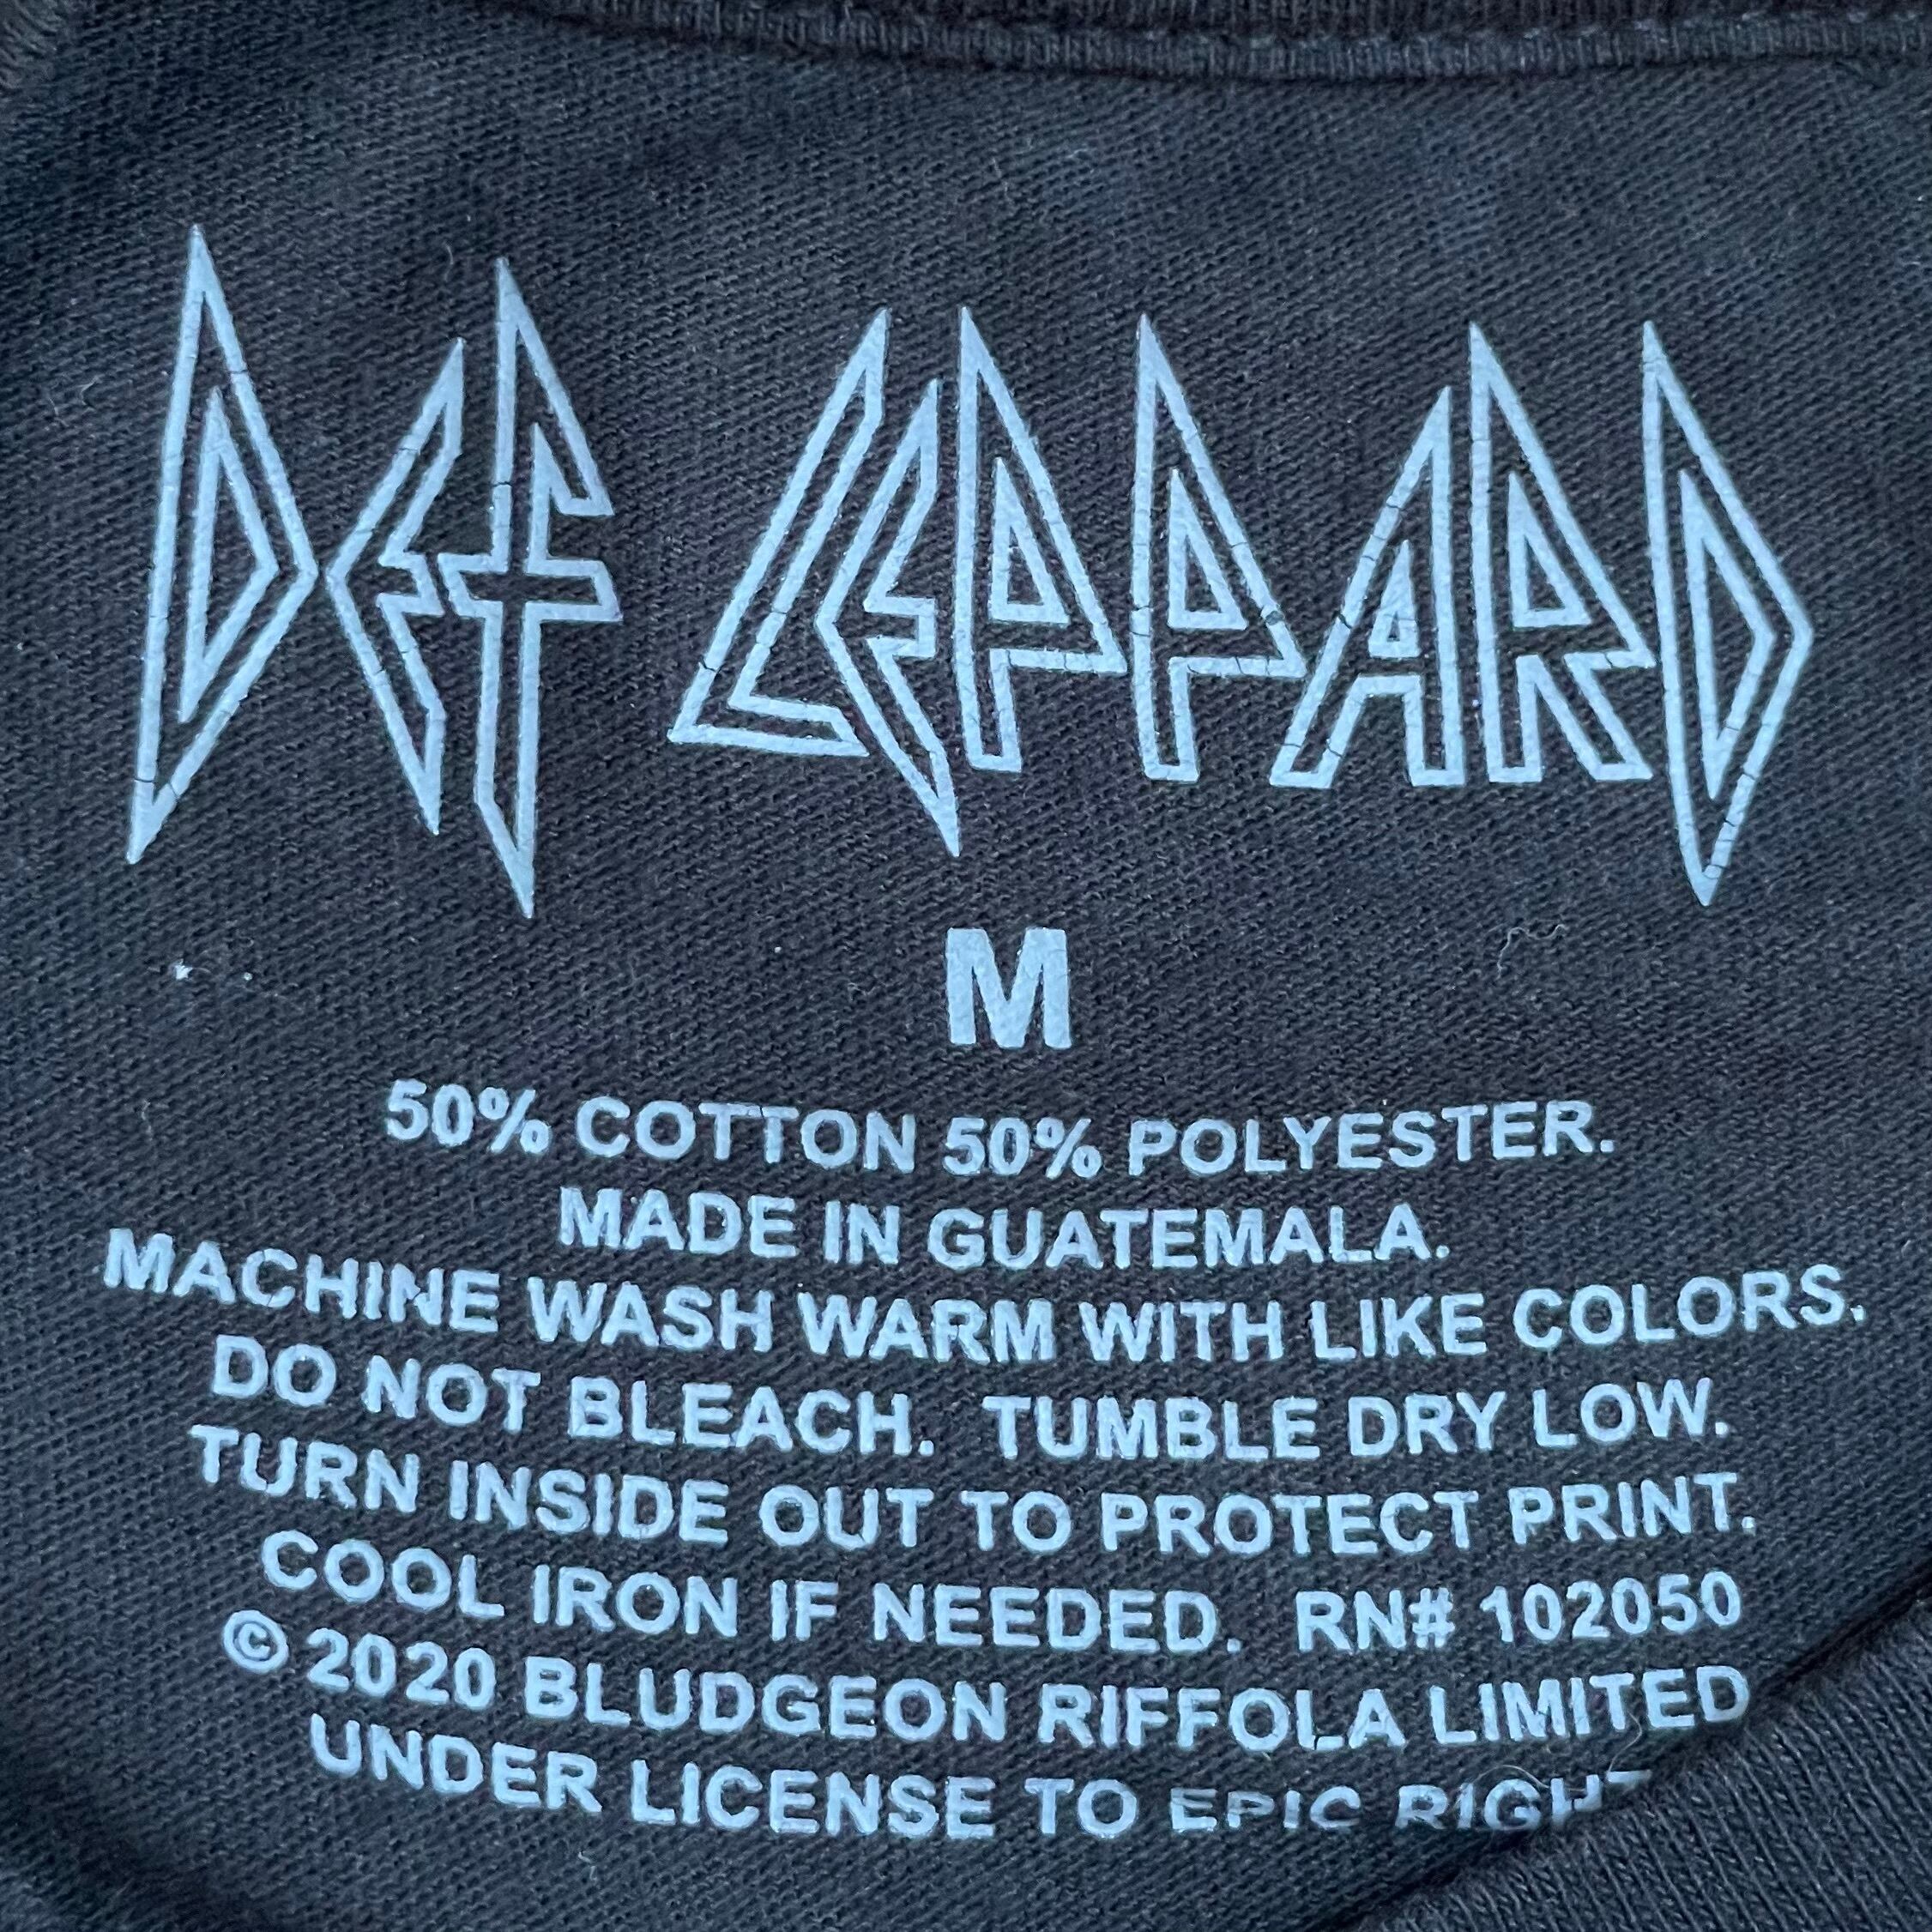 DEF LEPPARD
M
50% COTTON 50% POLYESTER.
MADE IN GUATEMALA.
MACHINE WASH WARM WITH LIKE COLORS.
DO NOT BLEACH. TUMBLE DRY LOW.
TURN INSIDE OUT TO PROTECT PRINT.
COOL IRON IF NEEDED. RN# 102050
© 2020 BLUDGEON RIFFOLA LIMITED
UNDER LICENSE TO EPIC RIGHT